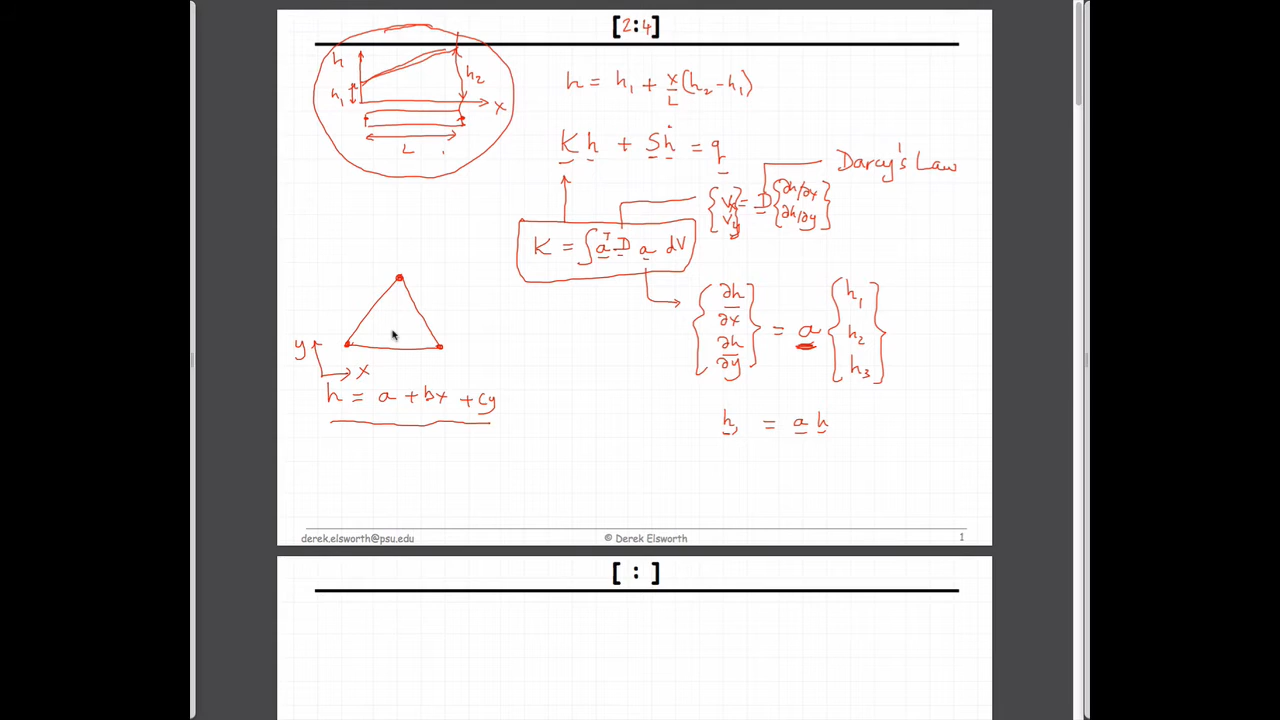 [2:4]
h
h₁
h₂
x
L
h = h₁ + x/L (h₂ - h₁)
K h + S ḣ = q
Darcy's Law
{vx vy} = D {∂h/∂x ∂h/∂y}
K = ∫ aᵀ D a dV
{∂h/∂x ∂h/∂y} = a {h₁ h₂ h₃}
y
x
h = a + bx + cy
h, = a h
derek.elsworth@psu.edu © Derek Elsworth 1
[ : ]